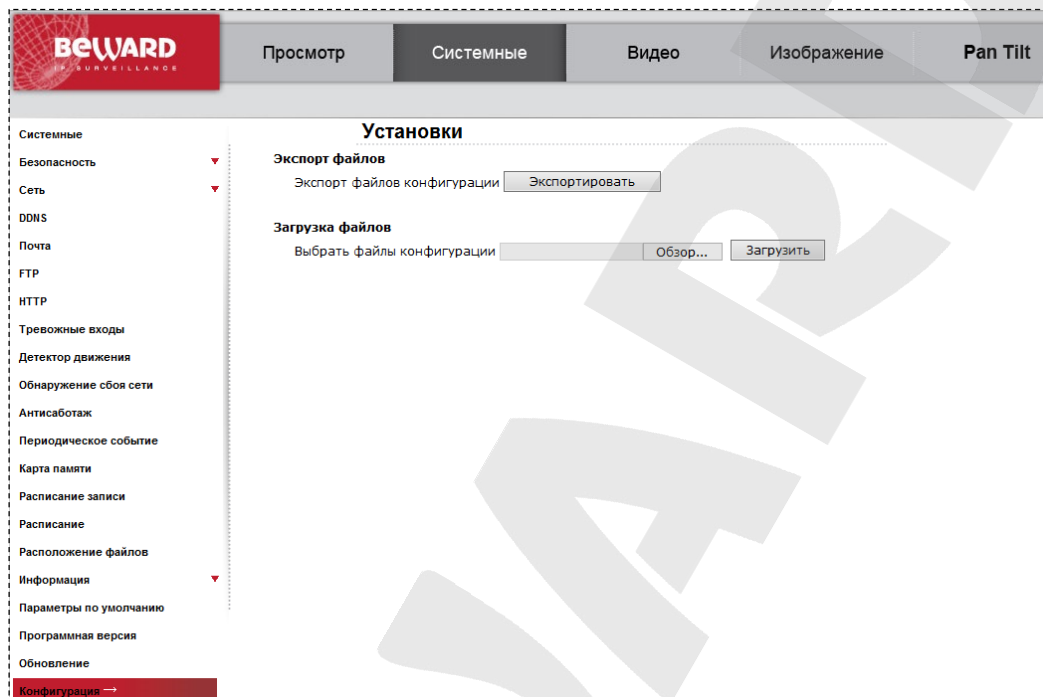 BEWARD
IP SURVEILLANCE
Просмотр
Системные
Видео
Изображение
Pan Tilt
Системные
Безопасность
Сеть
DDNS
Почта
FTP
HTTP
Тревожные входы
Детектор движения
Обнаружение сбоя сети
Антисаботаж
Периодическое событие
Карта памяти
Расписание записи
Расписание
Расположение файлов
Информация
Параметры по умолчанию
Программная версия
Обновление
Конфигурация →
Установки
Экспорт файлов
Экспорт файлов конфигурации Экспортировать
Загрузка файлов
Выбрать файлы конфигурации Обзор... Загрузить